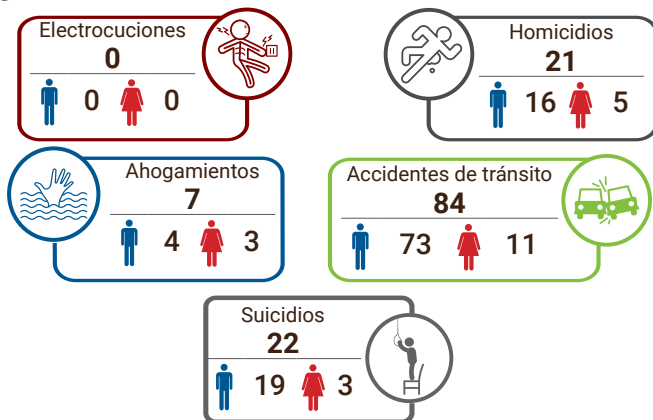 Electrocuciones
0
0 0
Homicidios
21
16 5
Ahogamientos
7
4 3
Accidentes de tránsito
84
73 11
Suicidios
22
19 3